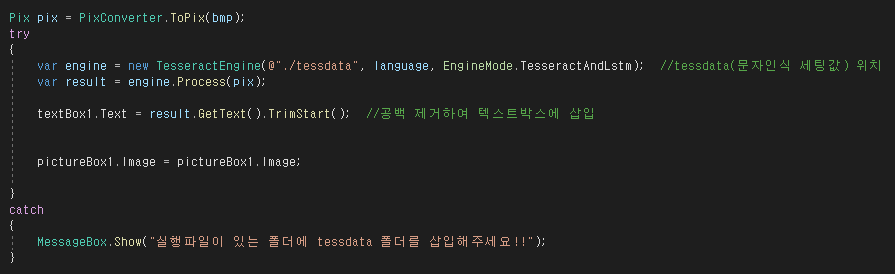 Pix pix = PixConverter.ToPix(bmp);
try
{
var engine = new TesseractEngine(@"./tessdata", language, EngineMode.TesseractAndLstm);  //tessdata(문자인식 세팅값) 위치
var result = engine.Process(pix);
textBox1.Text = result.GetText().TrimStart();  //공백 제거하여 텍스트박스에 삽입
pictureBox1.Image = pictureBox1.Image;
}
catch
{
MessageBox.Show("실행파일이 있는 폴더에 tessdata 폴더를 삽입해주세요!!");
}